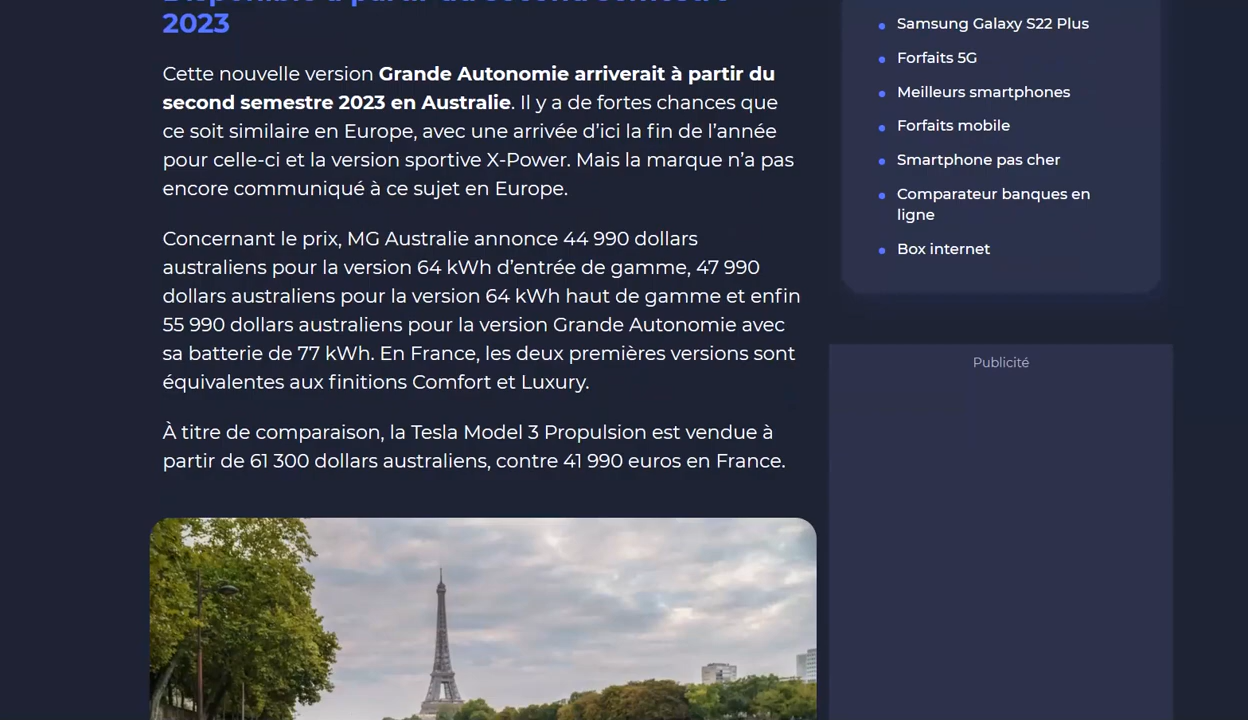 Disponible à partir du second semestre
2023
Cette nouvelle version Grande Autonomie arriverait à partir du
second semestre 2023 en Australie. Il y a de fortes chances que
ce soit similaire en Europe, avec une arrivée d’ici la fin de l’année
pour celle-ci et la version sportive X-Power. Mais la marque n’a pas
encore communiqué à ce sujet en Europe.
Concernant le prix, MG Australie annonce 44 990 dollars
australiens pour la version 64 kWh d’entrée de gamme, 47 990
dollars australiens pour la version 64 kWh haut de gamme et enfin
55 990 dollars australiens pour la version Grande Autonomie avec
sa batterie de 77 kWh. En France, les deux premières versions sont
équivalentes aux finitions Comfort et Luxury.
À titre de comparaison, la Tesla Model 3 Propulsion est vendue à
partir de 61 300 dollars australiens, contre 41 990 euros en France.
Samsung Galaxy S22 Plus
Forfaits 5G
Meilleurs smartphones
Forfaits mobile
Smartphone pas cher
Comparateur banques en
ligne
Box internet
Publicité